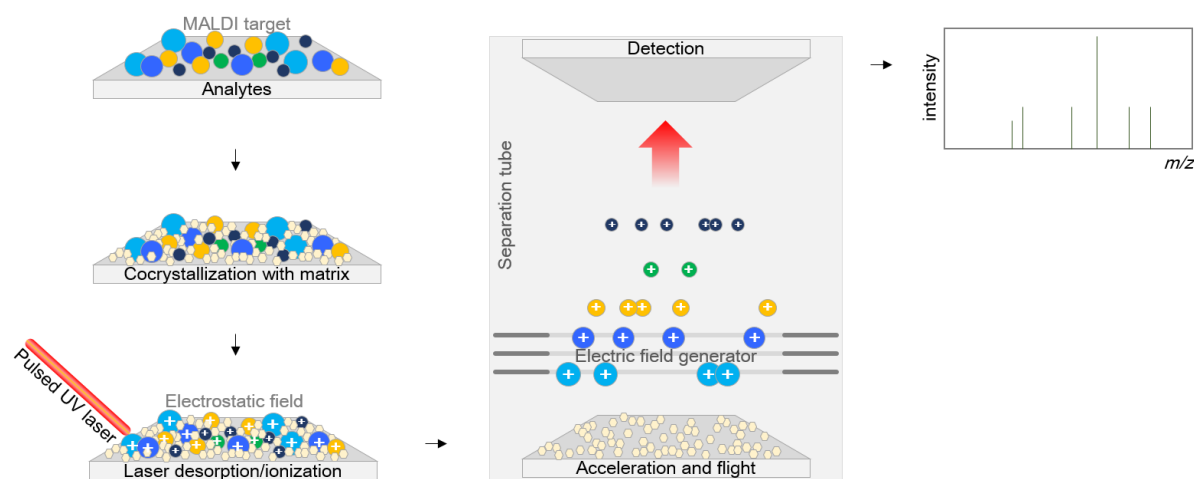 MALDI target
Analytes
Cocrystallization with matrix
Pulsed UV laser
Electrostatic field
Laser desorption/ionization
Detection
Separation tube
Electric field generator
Acceleration and flight
intensity
m/z